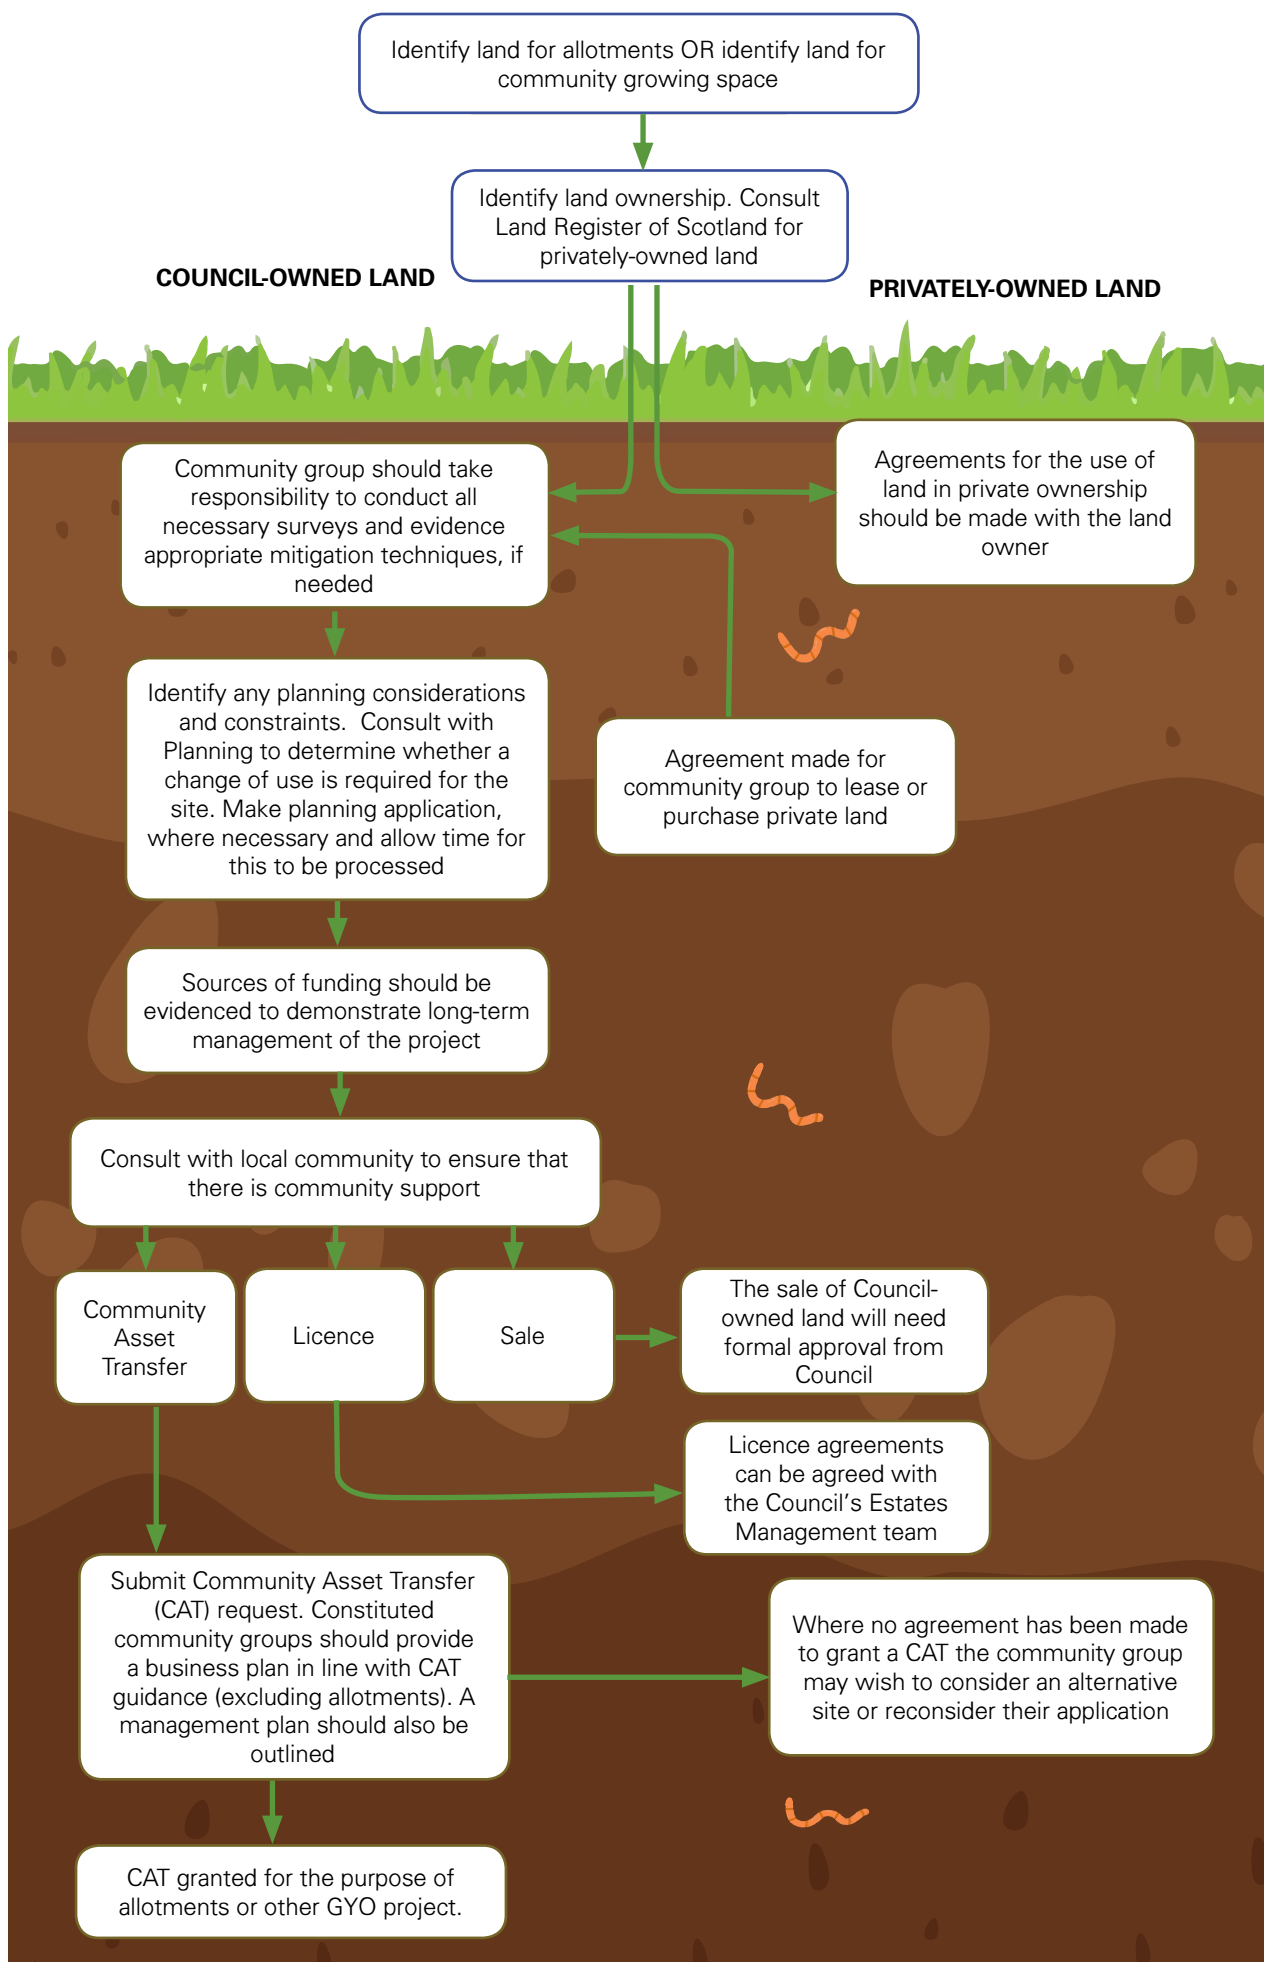 Identify land for allotments OR identify land for
community growing space
Identify land ownership. Consult
Land Register of Scotland for
privately-owned land
COUNCIL-OWNED LAND
PRIVATELY-OWNED LAND
Community group should take
responsibility to conduct all
necessary surveys and evidence
appropriate mitigation techniques, if
needed
Agreements for the use of
land in private ownership
should be made with the land
owner
Identify any planning considerations
and constraints.  Consult with
Planning to determine whether a
change of use is required for the
site. Make planning application,
where necessary and allow time for
this to be processed
Agreement made for
community group to lease or
purchase private land
Sources of funding should be
evidenced to demonstrate long-term
management of the project
Consult with local community to ensure that
there is community support
Community
Asset
Transfer
Licence
Sale
The sale of Council-
owned land will need
formal approval from
Council
Licence agreements
can be agreed with
the Council's Estates
Management team
Submit Community Asset Transfer
(CAT) request. Constituted
community groups should provide
a business plan in line with CAT
guidance (excluding allotments). A
management plan should also be
outlined
Where no agreement has been made
to grant a CAT the community group
may wish to consider an alternative
site or reconsider their application
CAT granted for the purpose of
allotments or other GYO project.